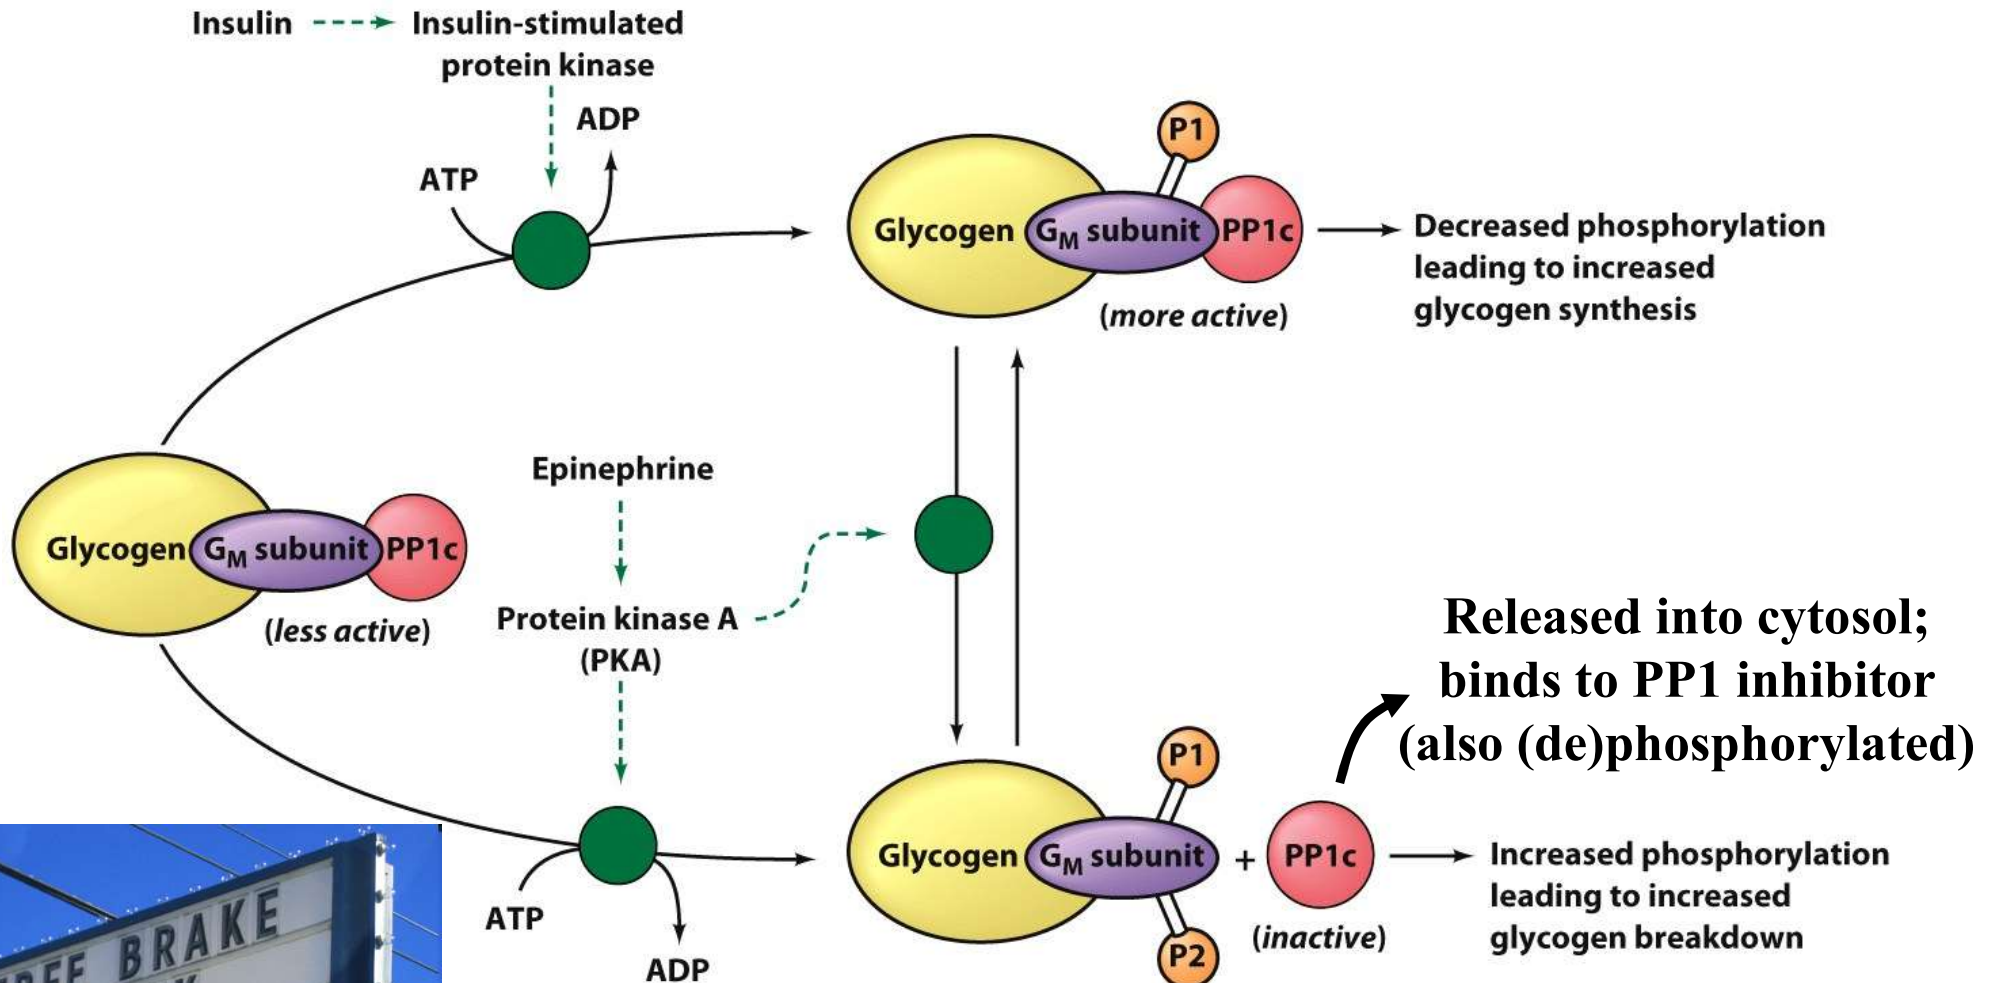 Insulin
Insulin-stimulated
protein kinase
ADP
ATP
P1
Glycogen
GM subunit
PP1c
(more active)
Decreased phosphorylation
leading to increased
glycogen synthesis
Epinephrine
Glycogen
GM subunit
PP1c
(less active)
Protein kinase A
(PKA)
Released into cytosol;
binds to PP1 inhibitor
(also (de)phosphorylated)
P1
Glycogen
GM subunit
+
PP1c
(inactive)
P2
Increased phosphorylation
leading to increased
glycogen breakdown
ATP
ADP
BRAKE